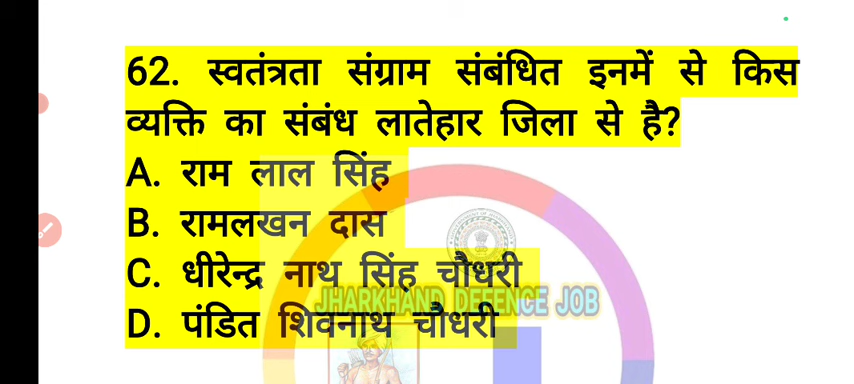 62. स्वतंत्रता संग्राम संबंधित इनमें से किस
व्यक्ति का संबंध लातेहार जिला से है?
A. राम लाल सिंह
B. रामलखन दास
C. धीरेन्द्र नाथ सिंह चौधरी
JHARKHAND DEFENCE JOB
D. पंडित शिवनाथ चौधरी